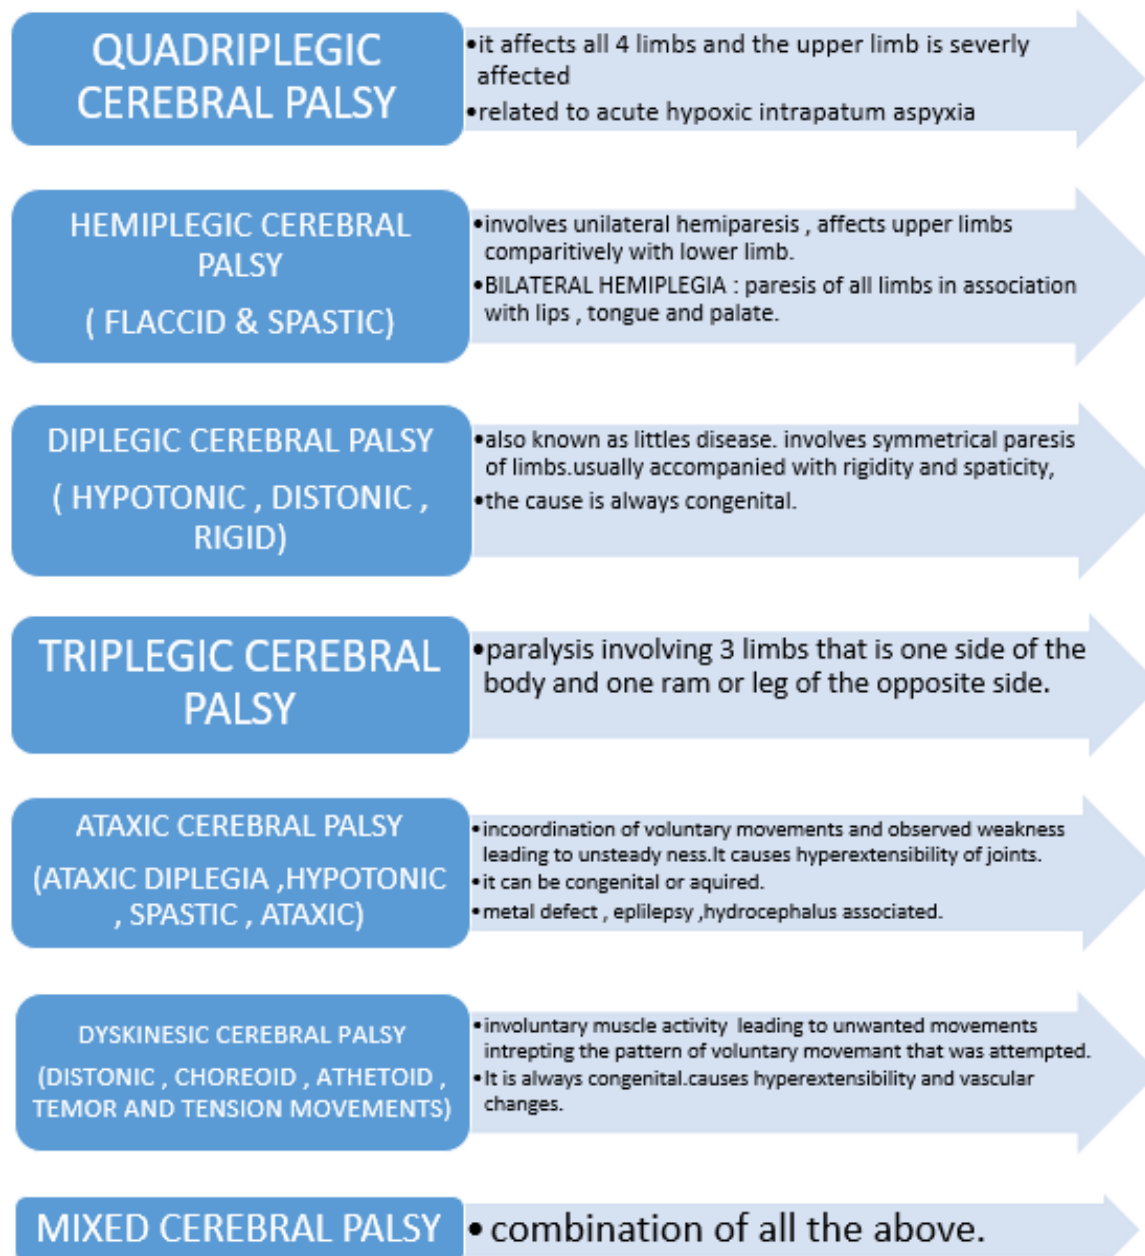 QUADRIPLEGIC
CEREBRAL PALSY
•it affects all 4 limbs and the upper limb is severly
affected
•related to acute hypoxic intrapatum aspyxia
HEMIPLEGIC CEREBRAL
PALSY
( FLACCID & SPASTIC)
•involves unilateral hemiparesis , affects upper limbs
comparitively with lower limb.
•BILATERAL HEMIPLEGIA : paresis of all limbs in association
with lips , tongue and palate.
DIPLEGIC CEREBRAL PALSY
( HYPOTONIC , DISTONIC ,
RIGID)
•also known as littles disease. involves symmetrical paresis
of limbs.usually accompanied with rigidity and spaticity,
•the cause is always congenital.
TRIPLEGIC CEREBRAL
PALSY
•paralysis involving 3 limbs that is one side of the
body and one ram or leg of the opposite side.
ATAXIC CEREBRAL PALSY
(ATAXIC DIPLEGIA ,HYPOTONIC
, SPASTIC , ATAXIC)
•incoordination of voluntary movements and observed weakness
leading to unsteady ness.It causes hyperextensibility of joints.
•it can be congenital or aquired.
•metal defect , eplilepsy ,hydrocephalus associated.
DYSKINESIC CEREBRAL PALSY
(DISTONIC , CHOREOID , ATHETOID ,
TEMOR AND TENSION MOVEMENTS)
•involuntary muscle activity leading to unwanted movements
intrepting the pattern of voluntary movemant that was attempted.
•It is always congenital.causes hyperextensibility and vascular
changes.
MIXED CEREBRAL PALSY
• combination of all the above.